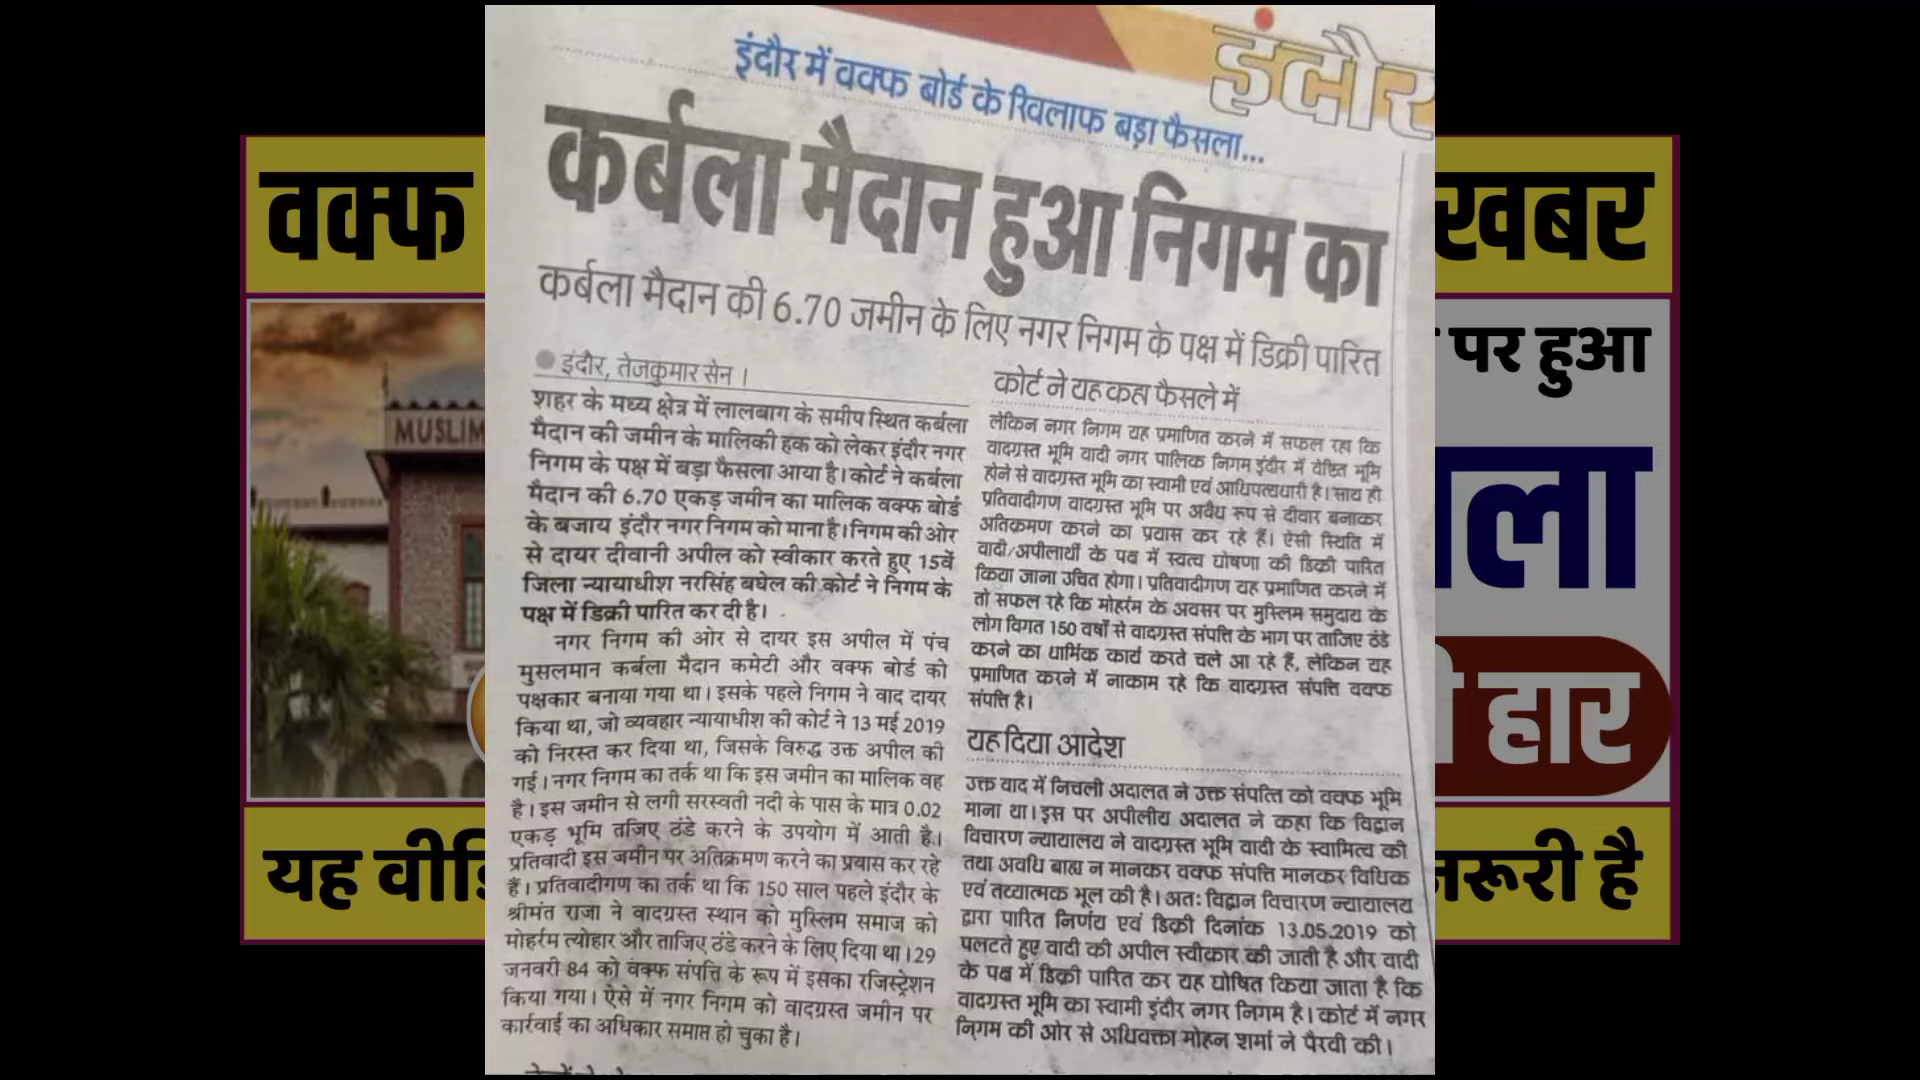 इंदौर
इंदौर में वक्फ बोर्ड के खिलाफ बड़ा फैसला...
कर्बला मैदान हुआ निगम का
कर्बला मैदान की 6.70 जमीन के लिए नगर निगम के पक्ष में डिक्री पारित
इंदौर, तेजकुमार सेन।
शहर के मध्य क्षेत्र में लालबाग के समीप स्थित कर्बला
मैदान की जमीन के मालिकी हक को लेकर इंदौर नगर
निगम के पक्ष में बड़ा फैसला आया है। कोर्ट ने कर्बला
मैदान की 6.70 एकड़ जमीन का मालिक वक्फ बोर्ड
के बजाय इंदौर नगर निगम को माना है। निगम की ओर
से दायर दीवानी अपील को स्वीकार करते हुए 15वें
जिला न्यायाधीश नरसिंह बघेल की कोर्ट ने निगम के
पक्ष में डिक्री पारित कर दी है।
नगर निगम की ओर से दायर इस अपील में पंच
मुसलमान कर्बला मैदान कमेटी और वक्फ बोर्ड को
पक्षकार बनाया गया था। इसके पहले निगम ने वाद दायर
किया था, जो व्यवहार न्यायाधीश की कोर्ट ने 13 मई 2019
को निरस्त कर दिया था, जिसके विरुद्ध उक्त अपील की
गई। नगर निगम का तर्क था कि इस जमीन का मालिक वह
है। इस जमीन से लगी सरस्वती नदी के पास के मात्र 0.02
एकड़ भूमि तजिए ठंडे करने के उपयोग में आती है।
प्रतिवादी इस जमीन पर अतिक्रमण करने का प्रयास कर रहे
हैं। प्रतिवादीगण का तर्क था कि 150 साल पहले इंदौर के
श्रीमंत राजा ने वादग्रस्त स्थान को मुस्लिम समाज को
मोहर्रम त्योहार और ताजिए ठंडे करने के लिए दिया था। 29
जनवरी 84 को वक्फ संपत्ति के रूप में इसका रजिस्ट्रेशन
किया गया। ऐसे में नगर निगम को वादग्रस्त जमीन पर
कार्रवाई का अधिकार समाप्त हो चुका है।
कोर्ट ने यह कहा फैसले में
लेकिन नगर निगम यह प्रमाणित करने में सफल रहा कि
वादग्रस्त भूमि वादी नगर पालिक निगम इंदौर में वेष्ठित भूमि
होने से वादग्रस्त भूमि का स्वामी एवं आधिपत्यधारी है। साथ ही
प्रतिवादीगण वादग्रस्त भूमि पर अवैध रूप से दीवार बनाकर
अतिक्रमण करने का प्रयास कर रहे हैं। ऐसी स्थिति में
वादी/अपीलार्थी के पक्ष में स्वत्व घोषणा की डिक्री पारित
किया जाना उचित होगा। प्रतिवादीगण यह प्रमाणित करने में
तो सफल रहे कि मोहर्रम के अवसर पर मुस्लिम समुदाय के
लोग विगत 150 वर्षों से वादग्रस्त संपत्ति के भाग पर ताजिए ठंडे
करने का धार्मिक कार्य करते चले आ रहे हैं, लेकिन यह
प्रमाणित करने में नाकाम रहे कि वादग्रस्त संपत्ति वक्फ
संपत्ति है।
यह दिया आदेश
उक्त वाद में निचली अदालत ने उक्त संपत्ति को वक्फ भूमि
माना था। इस पर अपीलीय अदालत ने कहा कि विद्वान
विचारण न्यायालय ने वादग्रस्त भूमि वादी के स्वामित्व की
तथा अवधि बाह्य न मानकर वक्फ संपत्ति मानकर विधिक
एवं तथ्यात्मक भूल की है। अतः विद्वान विचारण न्यायालय
द्वारा पारित निर्णय एवं डिक्री दिनांक 13.05.2019 को
पलटते हुए वादी की अपील स्वीकार की जाती है और वादी
के पक्ष में डिक्री पारित कर यह घोषित किया जाता है कि
वादग्रस्त भूमि का स्वामी इंदौर नगर निगम है। कोर्ट में नगर
निगम की ओर से अधिवक्ता मोहन शर्मा ने पैरवी की।
वक्फ
खबर
MUSLIM
पर हुआ
हार
यह
है